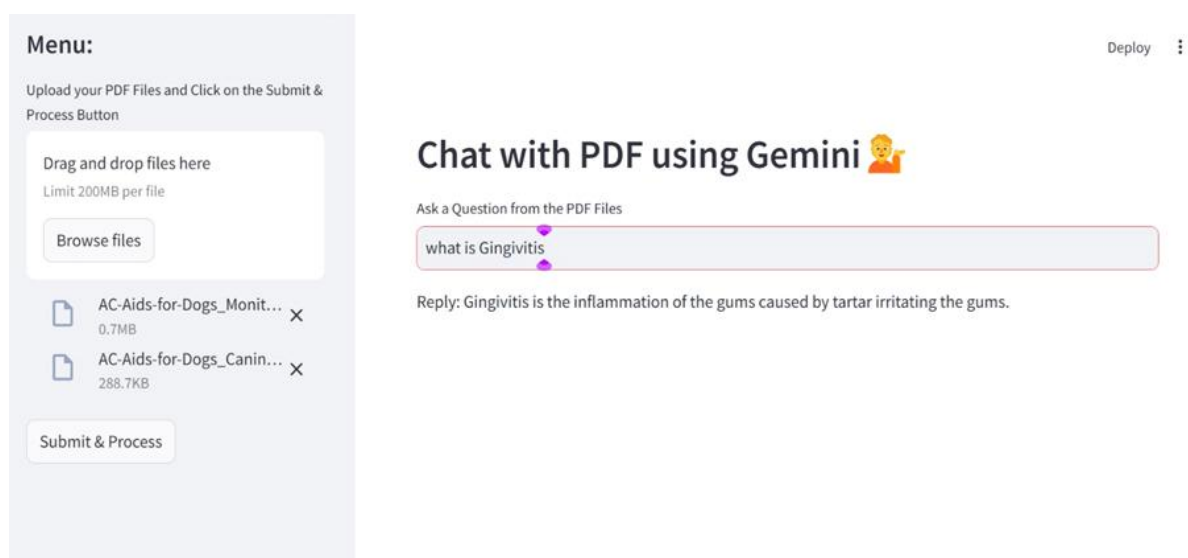 Menu:
Upload your PDF Files and Click on the Submit &
Process Button
Drag and drop files here
Limit 200MB per file
Browse files
AC-Aids-for-Dogs_Monit...
0.7MB
AC-Aids-for-Dogs_Canin...
288.7KB
Submit & Process
Deploy
Chat with PDF using Gemini
Ask a Question from the PDF Files
what is Gingivitis
Reply: Gingivitis is the inflammation of the gums caused by tartar irritating the gums.